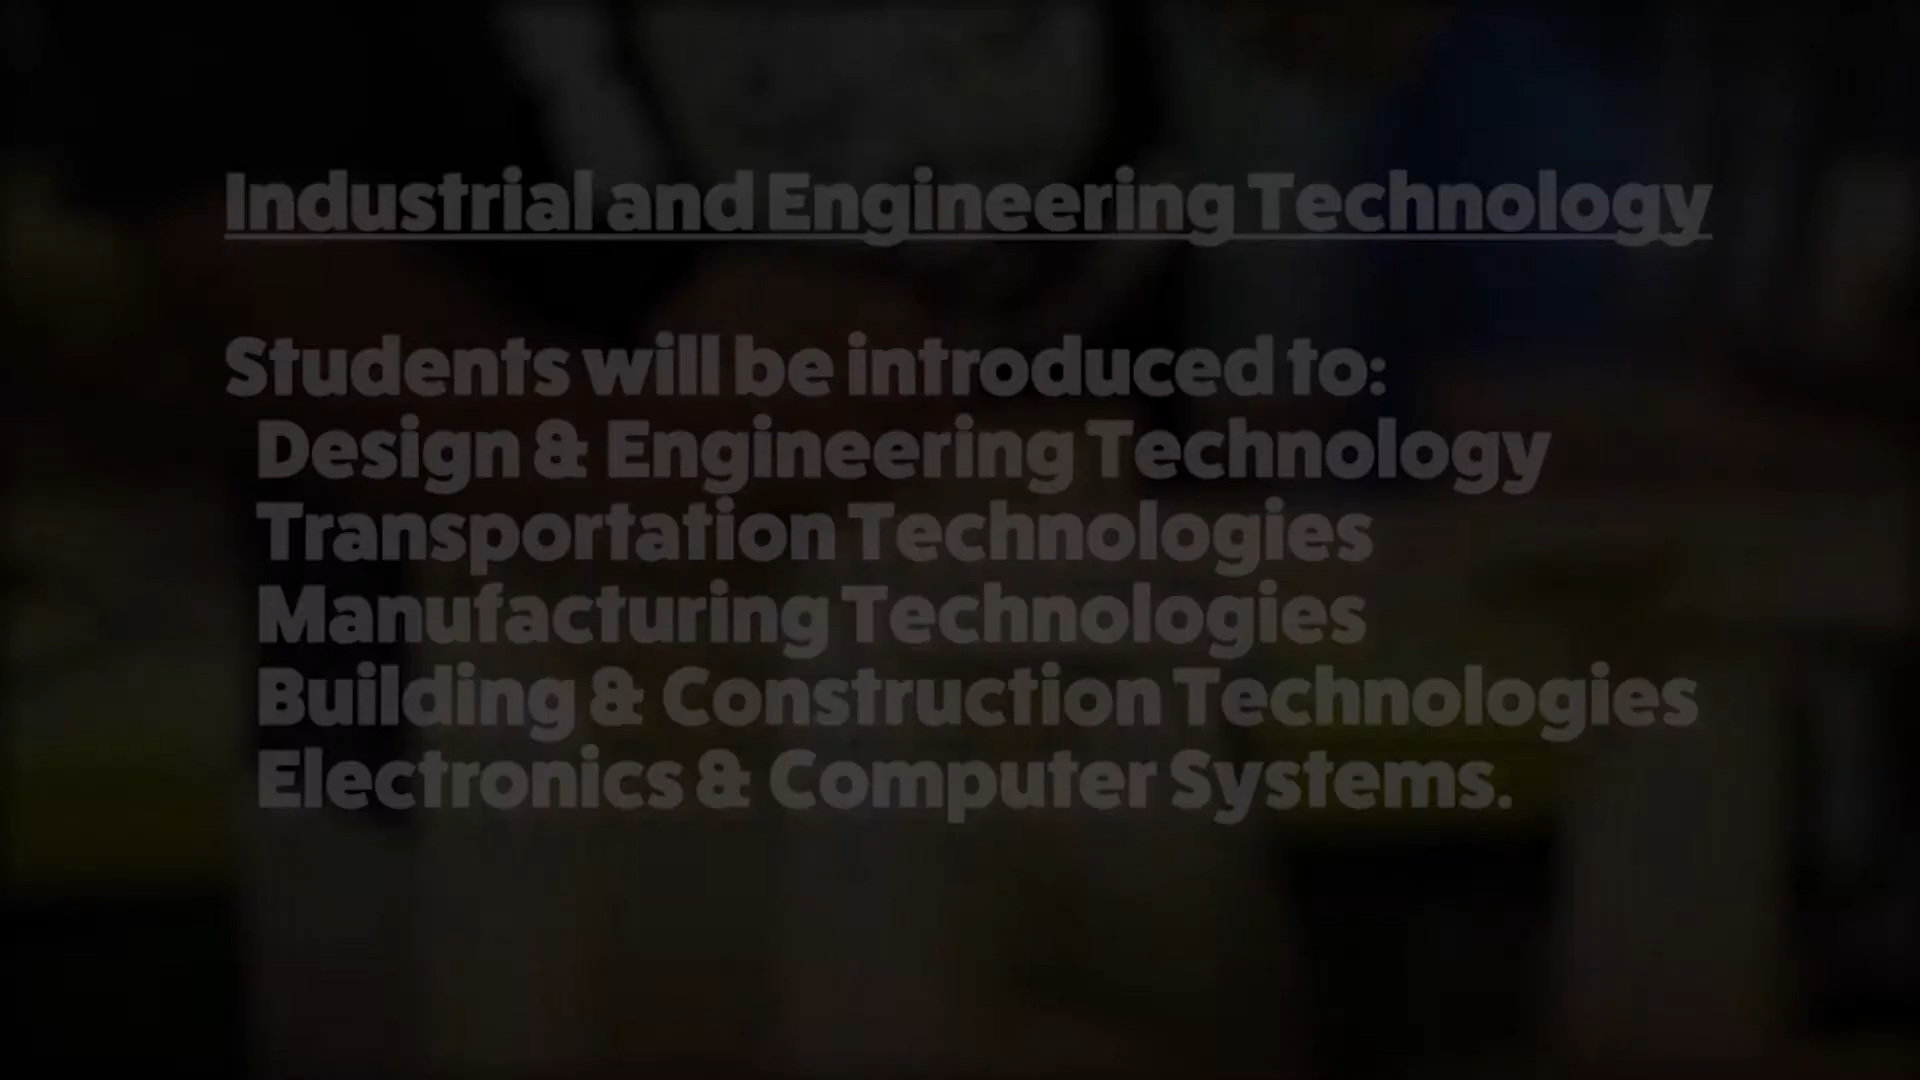 Industrial and Engineering Technology
Students will be introduced to:
Design & Engineering Technology
Transportation Technologies
Manufacturing Technologies
Building & Construction Technologies
Electronics & Computer Systems.